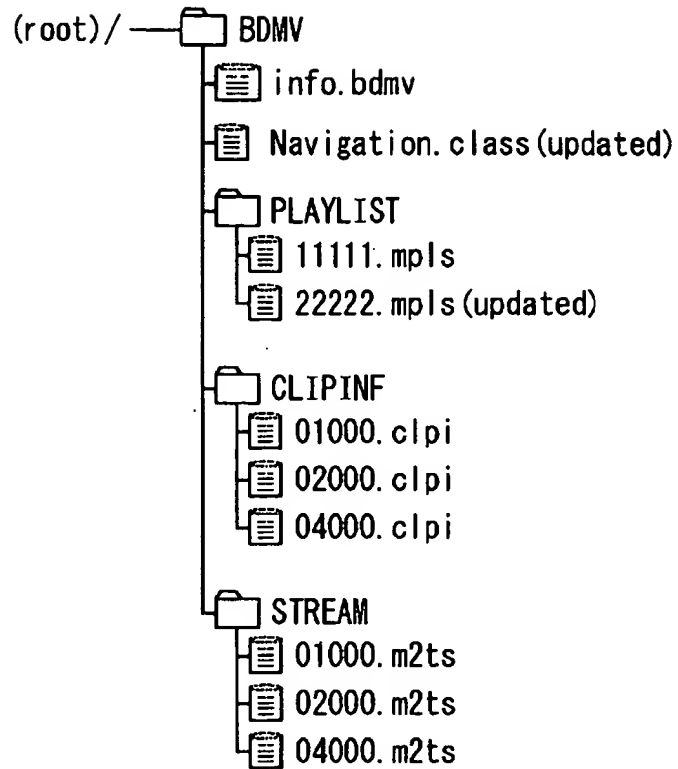 (root)/ BDMV
info.bdmv
Navigation.class(updated)
PLAYLIST
11111.mpls
22222.mpls(updated)
CLIPINF
01000.clpi
02000.clpi
04000.clpi
STREAM
01000.m2ts
02000.m2ts
04000.m2ts